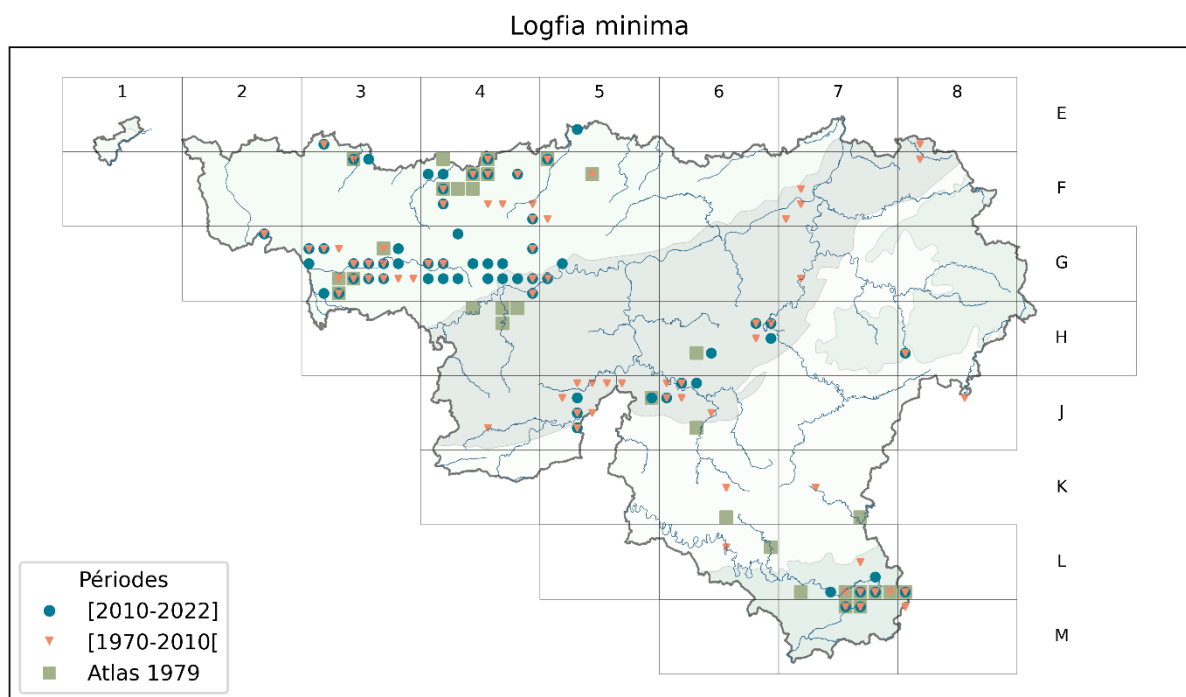 Logfia minima
1 2 3 4 5 6 7 8
E
F
G
H
J
K
L
M
Périodes
[2010-2022]
[1970-2010[
Atlas 1979